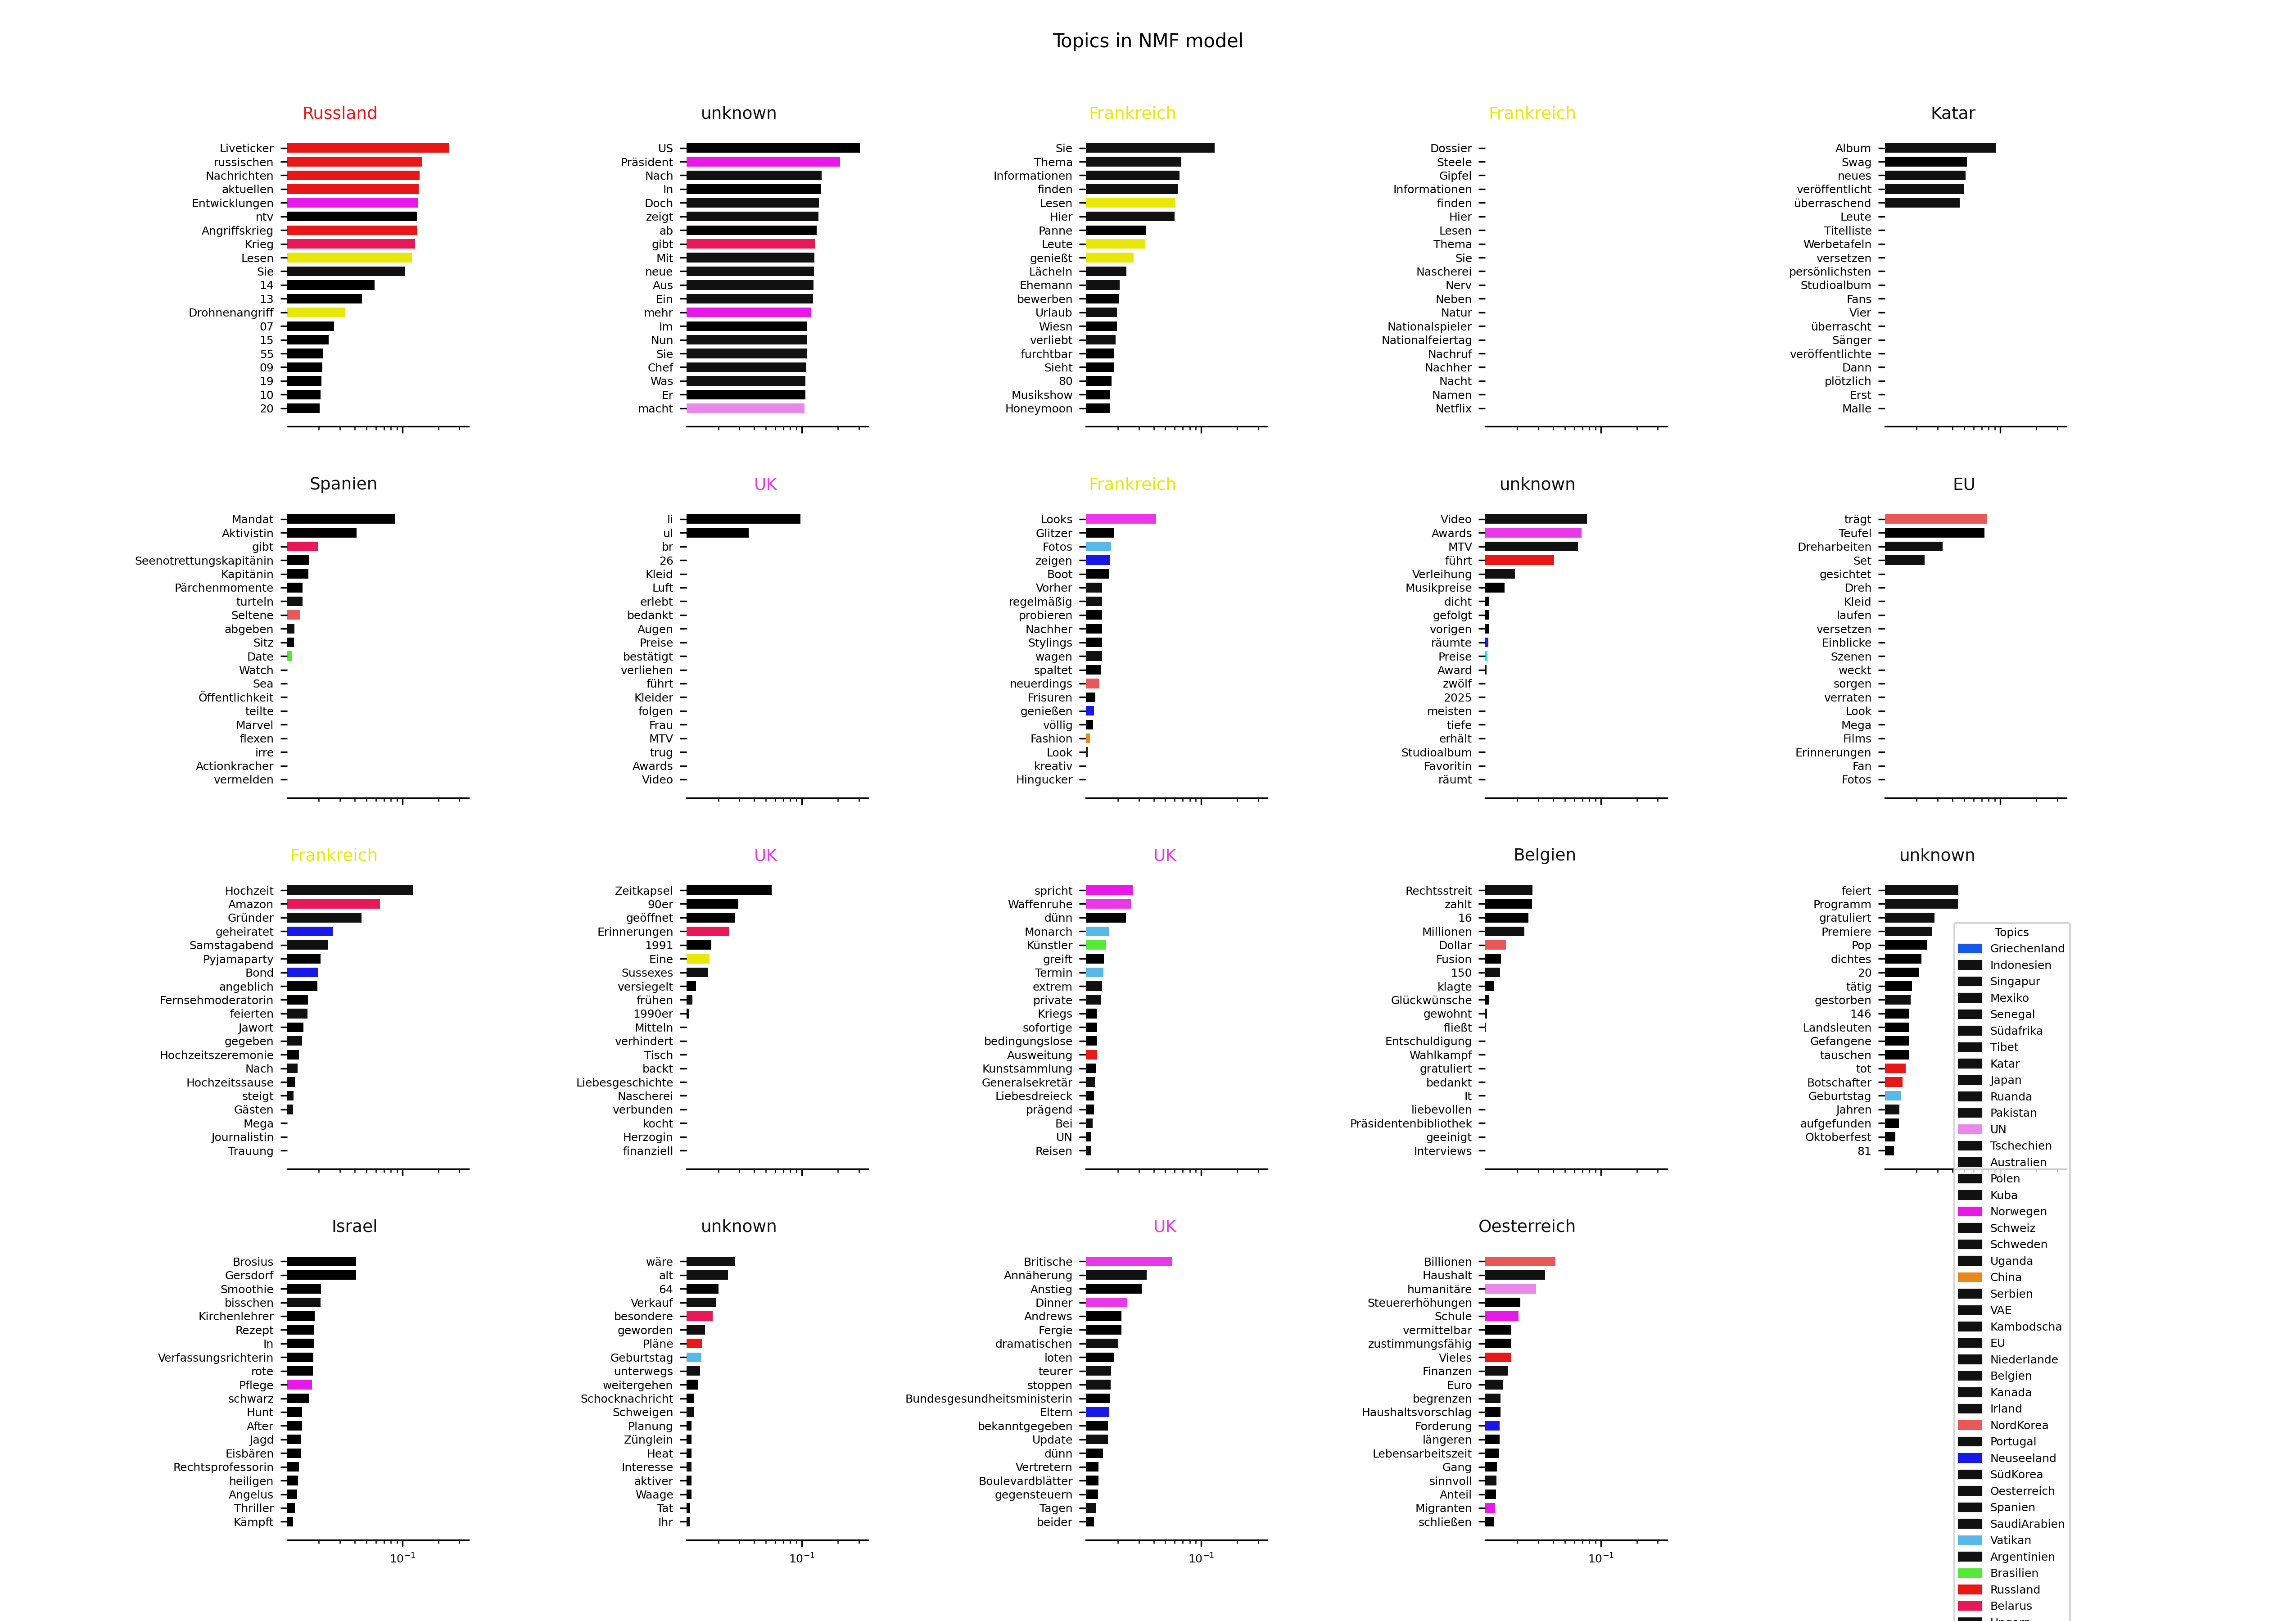 Topics in NMF model
Russland
Liveticker
russischen
Nachrichten
aktuellen
Entwicklungen
ntv
Angriffskrieg
Krieg
Lesen
Sie
14
13
Drohnenangriff
07
15
55
09
19
10
20
unknown
US
Präsident
Nach
In
Doch
zeigt
ab
gibt
Mit
neue
Aus
Ein
mehr
Im
Nun
Sie
Chef
Was
Er
macht
Frankreich
Sie
Thema
Informationen
finden
Lesen
Hier
Panne
Leute
genießt
Lächeln
Ehemann
bewerben
Urlaub
Wiesn
verliebt
furchtbar
Sieht
80
Musikshow
Honeymoon
Frankreich
Dossier
Steele
Gipfel
Informationen
finden
Hier
Lesen
Thema
Sie
Nascherei
Nerv
Neben
Natur
Nationalspieler
Nationalfeiertag
Nachruf
Nachher
Nacht
Namen
Netflix
Katar
Album
Swag
neues
veröffentlicht
überraschend
Leute
Titelliste
Werbetafeln
versetzen
persönlichsten
Studioalbum
Fans
Vier
überrascht
Sänger
veröffentlichte
Dann
plötzlich
Erst
Malle
Spanien
Mandat
Aktivistin
gibt
Seenotrettungskapitänin
Kapitänin
Pärchenmomente
turteln
Seltene
abgeben
Sitz
Date
Watch
Sea
Öffentlichkeit
teilte
Marvel
flexen
irre
Actionkracher
vermelden
UK
li
ul
br
26
Kleid
Luft
erlebt
bedankt
Augen
Preise
bestätigt
verliehen
führt
Kleider
folgen
Frau
MTV
trug
Awards
Video
Frankreich
Looks
Glitzer
Fotos
zeigen
Boot
Vorher
regelmäßig
probieren
Nachher
Stylings
wagen
spaltet
neuerdings
Frisuren
genießen
völlig
Fashion
Look
kreativ
Hingucker
unknown
Video
Awards
MTV
führt
Verleihung
Musikpreise
dicht
gefolgt
vorigen
räumte
Preise
Award
zwölf
2025
meisten
tiefe
erhält
Studioalbum
Favoritin
räumt
EU
trägt
Teufel
Dreharbeiten
Set
gesichtet
Dreh
Kleid
laufen
versetzen
Einblicke
Szenen
weckt
sorgen
verraten
Look
Mega
Films
Erinnerungen
Fan
Fotos
Frankreich
Hochzeit
Amazon
Gründer
geheiratet
Samstagabend
Pyjamaparty
Bond
angeblich
Fernsehmoderatorin
feierten
Jawort
gegeben
Hochzeitszeremonie
Nach
Hochzeitssause
steigt
Gästen
Mega
Journalistin
Trauung
UK
Zeitkapsel
90er
geöffnet
Erinnerungen
1991
Eine
Sussexes
versiegelt
frühen
1990er
Mitteln
verhindert
Tisch
backt
Liebesgeschichte
Nascherei
verbunden
kocht
Herzogin
finanziell
UK
spricht
Waffenruhe
dünn
Monarch
Künstler
greift
Termin
extrem
private
Kriegs
sofortige
bedingungslose
Ausweitung
Kunstsammlung
Generalsekretär
Liebesdreieck
prägend
Bei
UN
Reisen
Belgien
Rechtsstreit
zahlt
16
Millionen
Dollar
Fusion
150
klagte
Glückwünsche
gewohnt
fließt
Entschuldigung
Wahlkampf
gratuliert
bedankt
It
liebevollen
Präsidentenbibliothek
geeinigt
Interviews
unknown
feiert
Programm
gratuliert
Premiere
Pop
dichtes
20
tätig
gestorben
146
Landsleuten
Gefangene
tauschen
tot
Botschafter
Geburtstag
Jahren
aufgefunden
Oktoberfest
81
Israel
Brosius
Gersdorf
Smoothie
bisschen
Kirchenlehrer
Rezept
In
Verfassungsrichterin
rote
Pflege
schwarz
Hunt
After
Jagd
Eisbären
Rechtsprofessorin
heiligen
Angelus
Thriller
Kämpft
10⁻¹
unknown
wäre
alt
64
Verkauf
besondere
geworden
Pläne
Geburtstag
unterwegs
weitergehen
Schocknachricht
Schweigen
Planung
Zünglein
Heat
Interesse
aktiver
Waage
Tat
Ihr
10⁻¹
UK
Britische
Annäherung
Anstieg
Dinner
Andrews
Fergie
dramatischen
loten
teurer
stoppen
Bundesgesundheitsministerin
Eltern
bekanntgegeben
Update
dünn
Vertretern
Boulevardblätter
gegensteuern
Tagen
beider
10⁻¹
Oesterreich
Billionen
Haushalt
humanitäre
Steuererhöhungen
Schule
vermittelbar
zustimmungsfähig
Vieles
Finanzen
Euro
begrenzen
Haushaltsvorschlag
Forderung
längeren
Lebensarbeitszeit
Gang
sinnvoll
Anteil
Migranten
schließen
10⁻¹
Topics
Griechenland
Indonesien
Singapur
Mexiko
Senegal
Südafrika
Tibet
Katar
Japan
Ruanda
Pakistan
UN
Tschechien
Australien
Polen
Kuba
Norwegen
Schweiz
Schweden
Uganda
China
Serbien
VAE
Kambodscha
EU
Niederlande
Belgien
Kanada
Irland
NordKorea
Portugal
Neuseeland
SüdKorea
Oesterreich
Spanien
SaudiArabien
Vatikan
Argentinien
Brasilien
Russland
Belarus